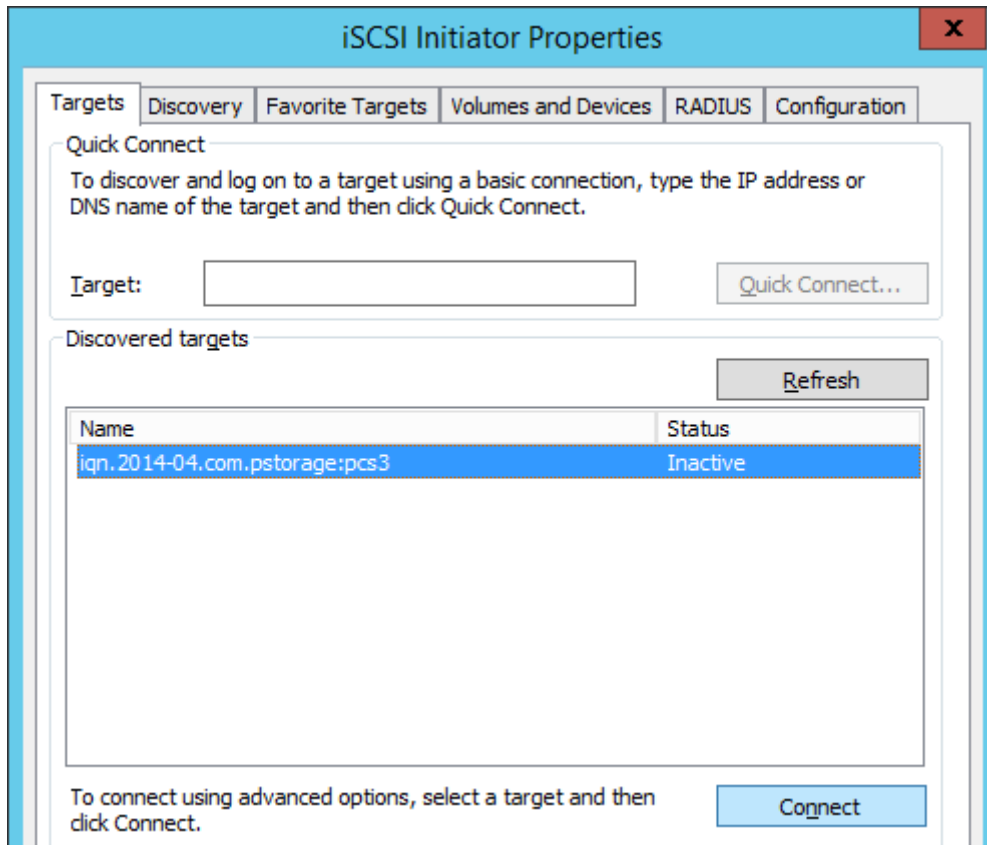 iSCSI Initiator Properties
x
Targets Discovery Favorite Targets Volumes and Devices RADIUS Configuration
Quick Connect
To discover and log on to a target using a basic connection, type the IP address or
DNS name of the target and then click Quick Connect.
Target:
Quick Connect...
Discovered targets
Refresh
Name Status
iqn.2014-04.com.pstorage:pcs3 Inactive
To connect using advanced options, select a target and then
click Connect.
Connect